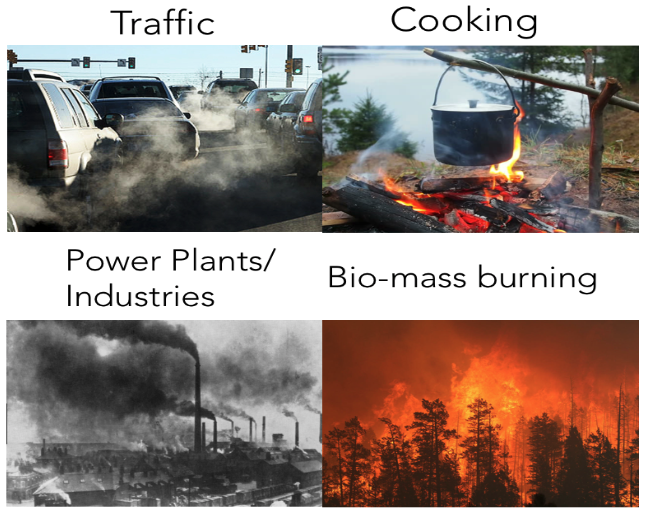 Traffic
Cooking
Power Plants/
Industries
Bio-mass burning